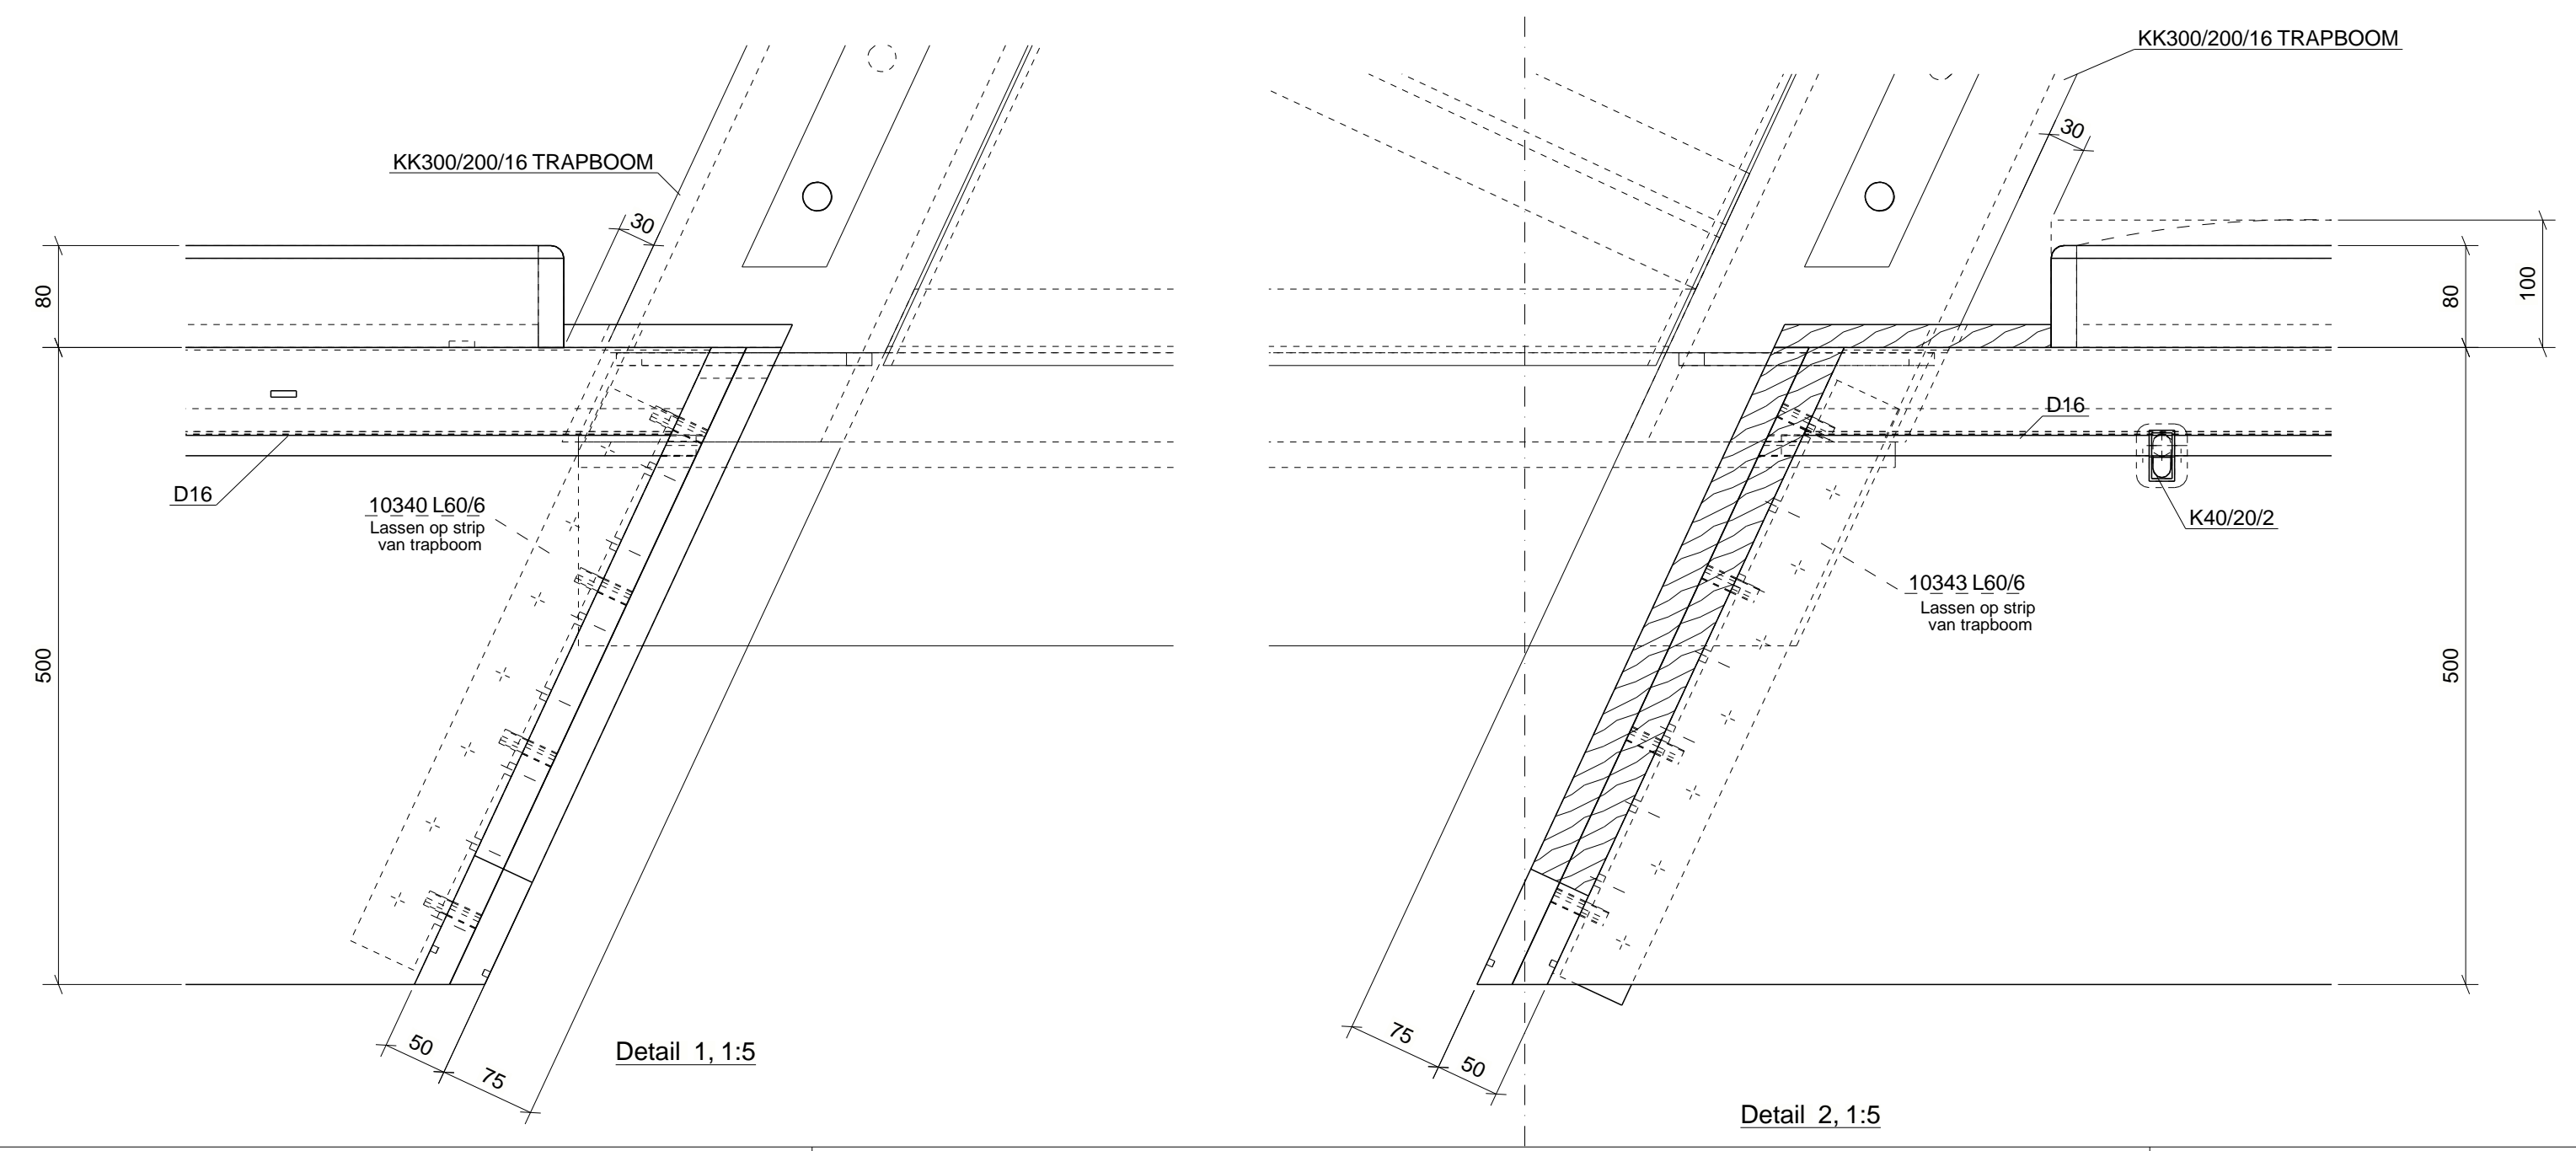 KK300/200/16 TRAPBOOM
30
80
500
D16
10340 L60/6
Lassen op strip
van trapboom
50
75
Detail 1, 1:5
KK300/200/16 TRAPBOOM
30
100
80
D16
K40/20/2
10343 L60/6
Lassen op strip
van trapboom
500
75
50
Detail 2, 1:5